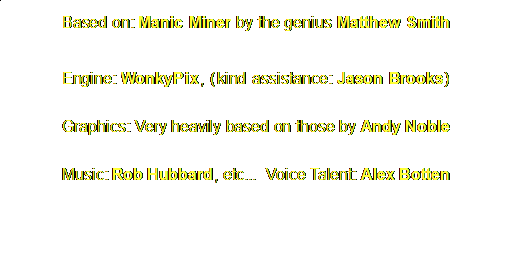 Based on: Manic Miner by the genius Matthew Smith
Engine: WonkyPix, (kind assistance: Jason Brooks)
Graphics: Very heavily based on those by Andy Noble
Music: Rob Hubbard, etc... Voice Talent: Alex Botten